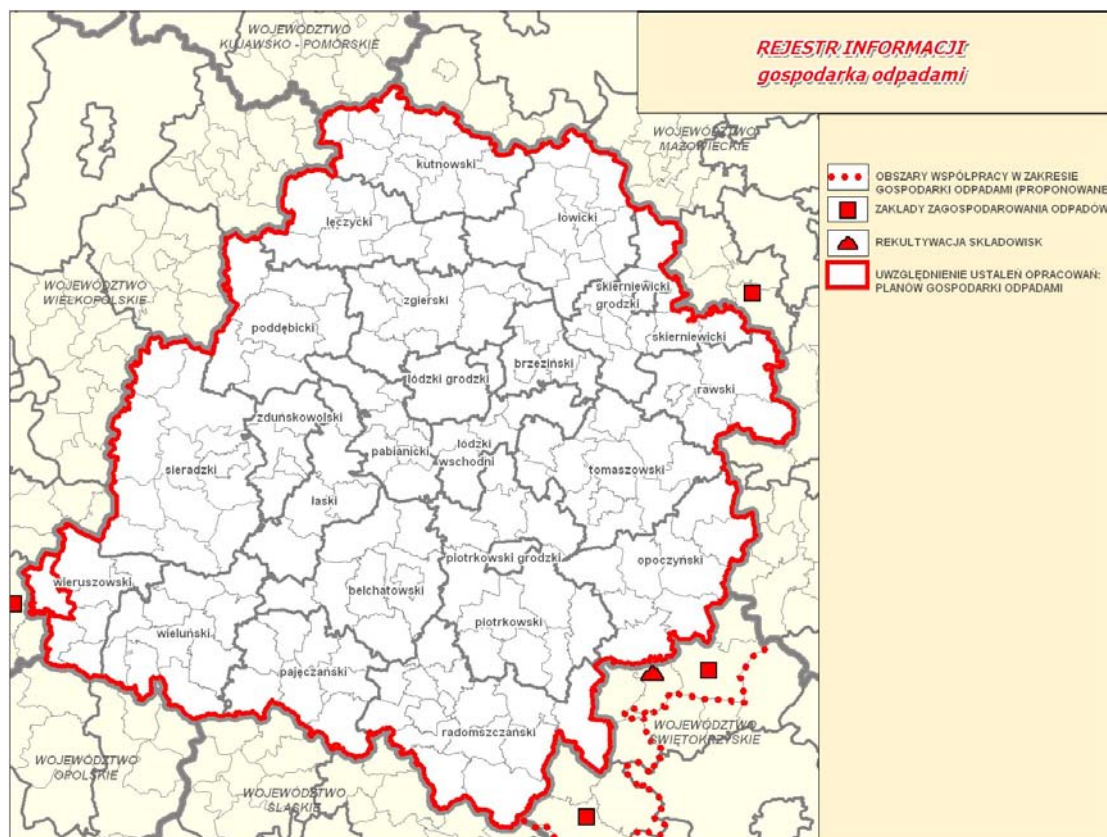 REJESTR INFORMACJI
gospodarka odpadami
WOJEWÓDZTWO
KUJAWSKO - POMORSKIE
WOJEWÓDZTWO
MAZOWIECKIE
kutnowski
OBSZARY WSPÓŁPRACY W ZAKRESIE
GOSPODARKI ODPADAMI (PROPONOWANE
ZAKŁADY ZAGOSPODAROWANIA ODPADÓW
REKULTYWACJA SKŁADOWISK
UWZGLĘDNIENIE USTALEŃ OPRACOWAŃ:
PLANÓW GOSPODARKI ODPADAMI
łęczycki
łowicki
WOJEWÓDZTWO
WIELKOPOLSKIE
zgierski
skierniewicki
grodzki
poddębicki
skierniewicki
brzeziński
łódzki grodzki
rawski
zduńskowolski
pabianicki
łódzki
wschodni
sieradzki
tomaszowski
łaski
piotrkowski grodzki
opoczyński
wieruszowski
bełchatowski
wieluński
piotrkowski
pajęczański
radomszczański
WOJEWÓDZTWO
ŚWIĘTOKRZYSKIE
WOJEWÓDZTWO
OPOLSKIE
WOJEWÓDZTWO
ŚLĄSKIE